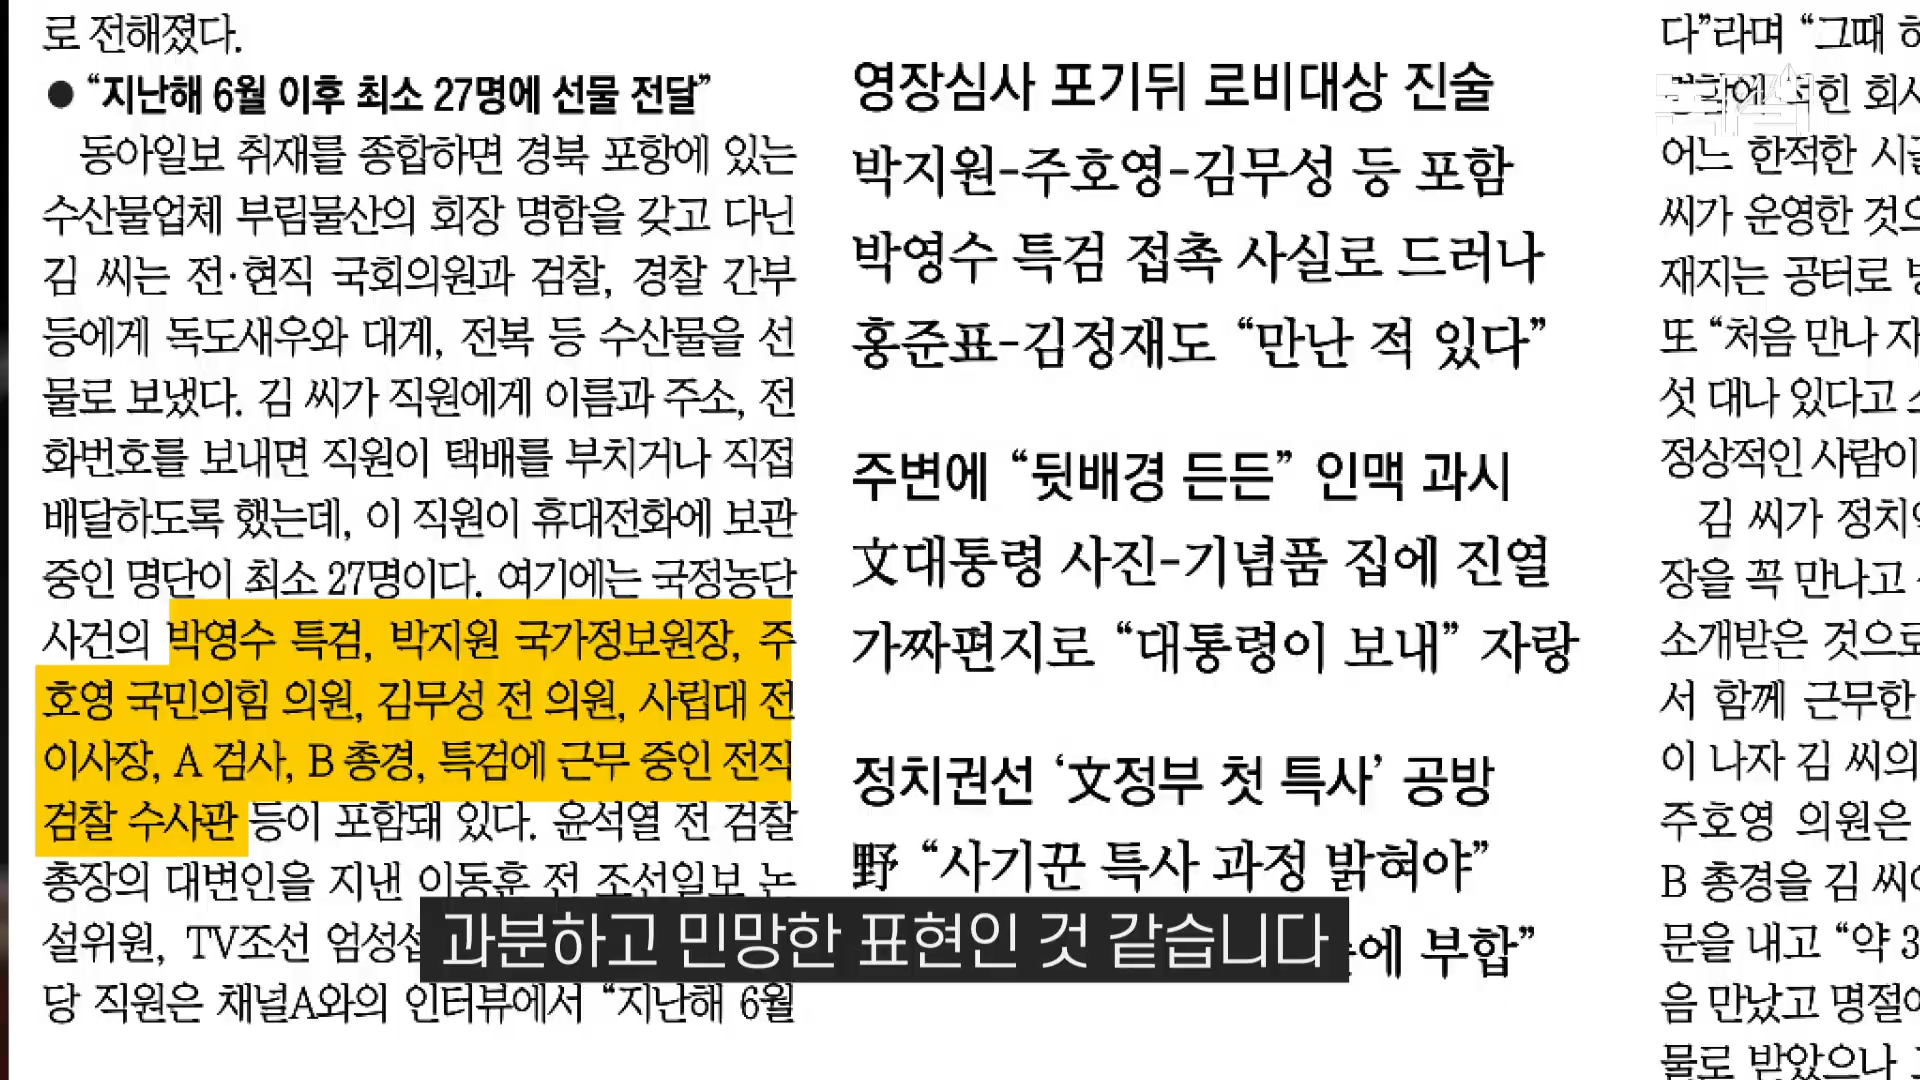 로 전해졌다.
● “지난해 6월 이후 최소 27명에 선물 전달”
동아일보 취재를 종합하면 경북 포항에 있는
수산물업체 부림물산의 회장 명함을 갖고 다닌
김 씨는 전·현직 국회의원과 검찰, 경찰 간부
등에게 독도새우와 대게, 전복 등 수산물을 선
물로 보냈다. 김 씨가 직원에게 이름과 주소, 전
화번호를 보내면 직원이 택배를 부치거나 직접
배달하도록 했는데, 이 직원이 휴대전화에 보관
중인 명단이 최소 27명이다. 여기에는 국정농단
사건의 박영수 특검, 박지원 국가정보원장, 주
호영 국민의힘 의원, 김무성 전 의원, 사립대 전
이사장, A 검사, B 총경, 특검에 근무 중인 전직
검찰 수사관 등이 포함돼 있다. 윤석열 전 검찰
총장의 대변인을 지낸 이동훈 전 조선일보 논
설위원, TV조선 엄성섭
당 직원은 채널A와의 인터뷰에서 “지난해 6월
영장심사 포기뒤 로비대상 진술
박지원-주호영-김무성 등 포함
박영수 특검 접촉 사실로 드러나
홍준표-김정재도 “만난 적 있다”
주변에 “뒷배경 든든” 인맥 과시
文대통령 사진-기념품 집에 진열
가짜편지로 “대통령이 보내” 자랑
정치권선 ‘文정부 첫 특사’ 공방
野 “사기꾼 특사 과정 밝혀야”
에 부합”
다”라며 “그때
회사
어느 한적한 시골
씨가 운영한 것으
재지는 공터로
또 “처음 만나 자
섯 대나 있다고
정상적인 사람이
김 씨가 정치
장을 꼭 만나고
소개받은 것으로
서 함께 근무한
이 나자 김 씨의
주호영 의원은
B 총경을 김 씨
문을 내고 “약 3
음 만났고 명절에
물로 받았으나
과분하고 민망한 표현인 것 같습니다